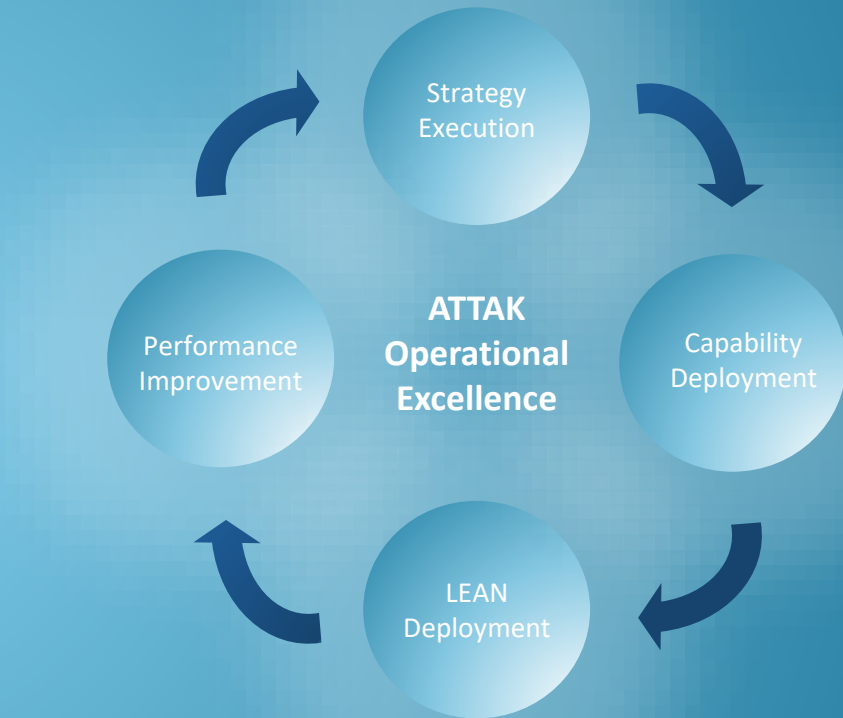 Strategy
Execution
ATTAK
Operational
Excellence
Performance
Improvement
Capability
Deployment
LEAN
Deployment